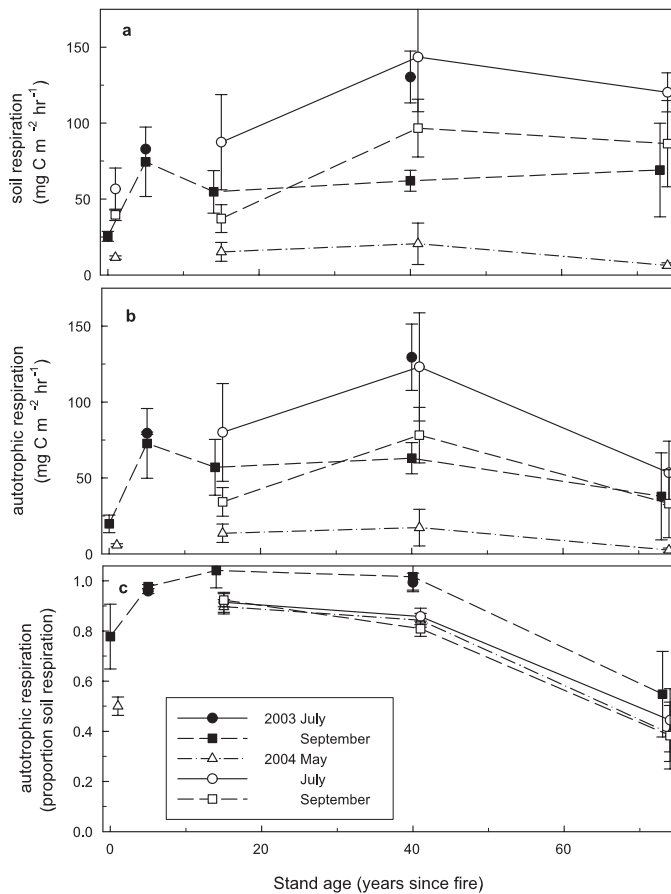 a
soil respiration
(mg C m -2 hr-1)
150
100
50
0
b
autotrophic respiration
(mg C m -2 hr-1)
150
100
50
0
c
autotrophic respiration
(proportion soil respiration)
1.0
0.8
0.6
0.4
0.2
0.0
2003 July
September
2004 May
July
September
0 20 40 60
Stand age (years since fire)